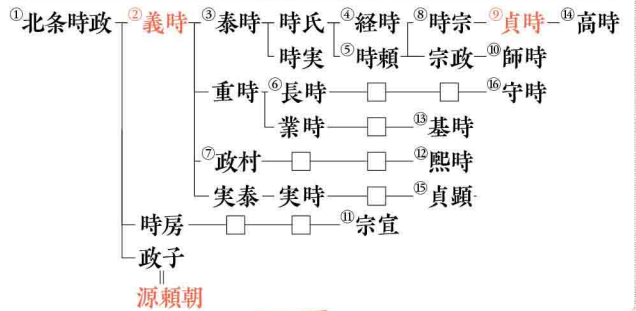 ①北条時政 ②義時 ③泰時 時氏 ④経時 ⑧時宗 ⑨貞時 ⑭高時
時実 ⑤時頼 宗政 ⑩師時
重時 ⑥長時 ⑯守時
業時 ⑬基時
⑦政村 ⑫熙時
実泰 実時 ⑮貞顕
時房 ⑪宗宣
政子
源頼朝